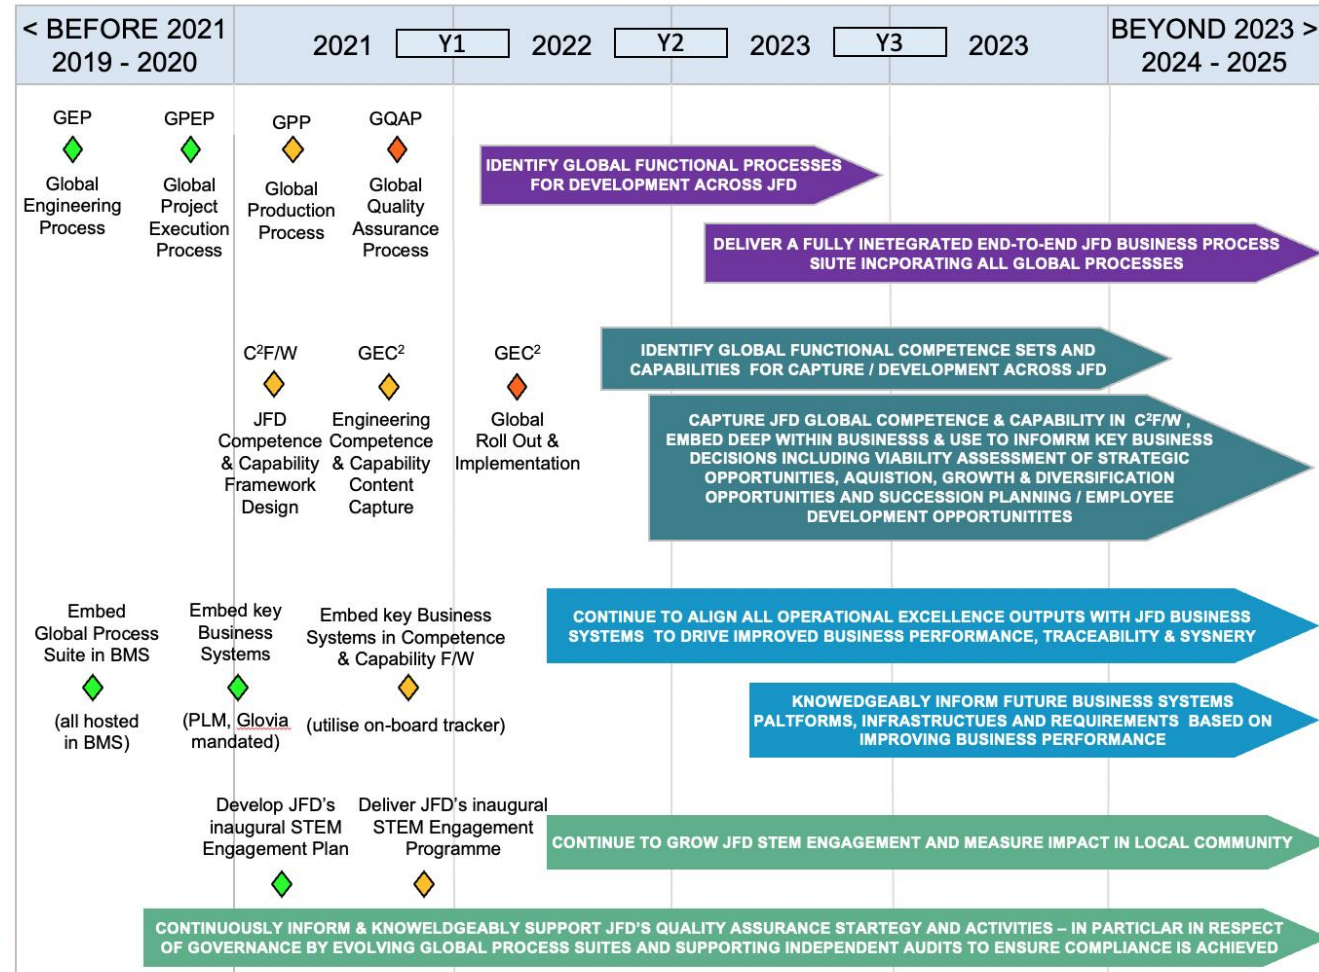 < BEFORE 2021
2019 - 2020
2021
Y1
2022
Y2
2023
Y3
2023
BEYOND 2023 >
2024 - 2025
GEP
Global
Engineering
Process
GPEP
Global
Project
Execution
Process
GPP
Global
Production
Process
GQAP
Global
Quality
Assurance
Process
IDENTIFY GLOBAL FUNCTIONAL PROCESSES
FOR DEVELOPMENT ACROSS JFD
DELIVER A FULLY INETEGRATED END-TO-END JFD BUSINESS PROCESS
SIUTE INCPORATING ALL GLOBAL PROCESSES
C²F/W
JFD
Competence
& Capability
Framework
Design
GEC²
Engineering
Competence
& Capability
Content
Capture
GEC²
Global
Roll Out &
Implementation
IDENTIFY GLOBAL FUNCTIONAL COMPETENCE SETS AND
CAPABILITIES FOR CAPTURE / DEVELOPMENT ACROSS JFD
CAPTURE JFD GLOBAL COMPETENCE & CAPABILITY IN C²F/W ,
EMBED DEEP WITHIN BUSINESSS & USE TO INFOMRM KEY BUSINESS
DECISIONS INCLUDING VIABILITY ASSESSMENT OF STRATEGIC
OPPORTUNITIES, AQUISTION, GROWTH & DIVERSIFICATION
OPPORTUNITIES AND SUCCESSION PLANNING / EMPLOYEE
DEVELOPMENT OPPORTUNITITES
Embed
Global Process
Suite in BMS
(all hosted
in BMS)
Embed key
Business
Systems
(PLM, Glovia
mandated)
Embed key Business
Systems in Competence
& Capability F/W
(utilise on-board tracker)
CONTINUE TO ALIGN ALL OPERATIONAL EXCELLENCE OUTPUTS WITH JFD BUSINESS
SYSTEMS TO DRIVE IMPROVED BUSINESS PERFORMANCE, TRACEABILITY & SYSNERY
KNOWEDGEABLY INFORM FUTURE BUSINESS SYSTEMS
PALTFORMS, INFRASTRUCTUES AND REQUIREMENTS BASED ON
IMPROVING BUSINESS PERFORMANCE
Develop JFD's
inaugural STEM
Engagement Plan
Deliver JFD's inaugural
STEM Engagement
Programme
CONTINUE TO GROW JFD STEM ENGAGEMENT AND MEASURE IMPACT IN LOCAL COMMUNITY
CONTINUOUSLY INFORM & KNOWELDGEABLY SUPPORT JFD'S QUALITY ASSURANCE STARTEGY AND ACTIVITIES – IN PARTICLAR IN RESPECT
OF GOVERNANCE BY EVOLVING GLOBAL PROCESS SUITES AND SUPPORTING INDEPENDENT AUDITS TO ENSURE COMPLIANCE IS ACHIEVED